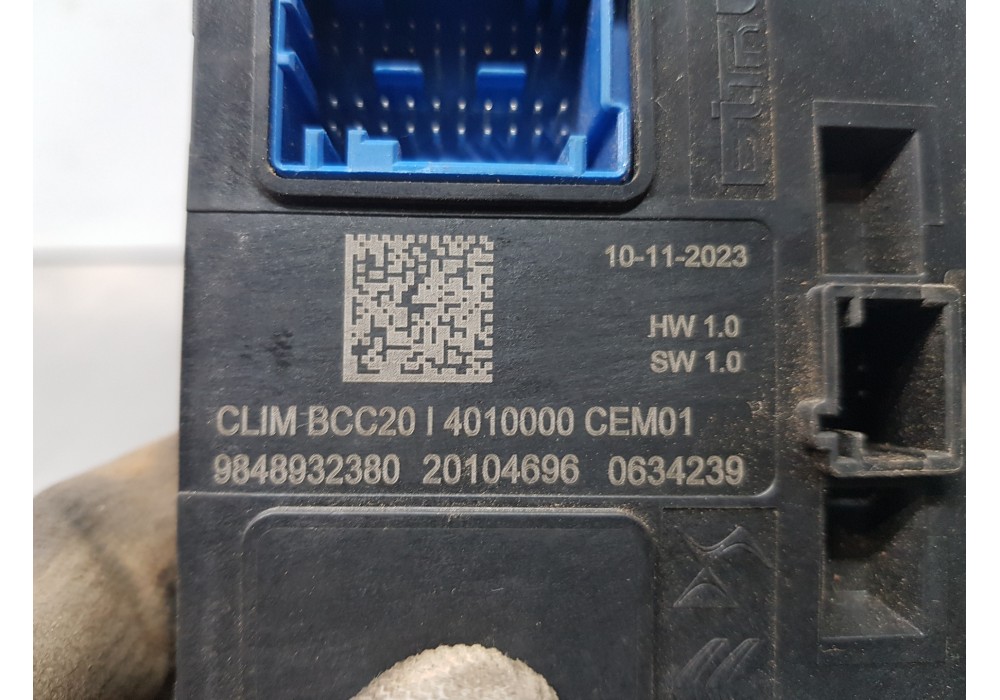 10-11-2023
HW 1.0
SW 1.0
CLIM BCC20 I 4010000 CEM01
9848932380 20104696 0634239